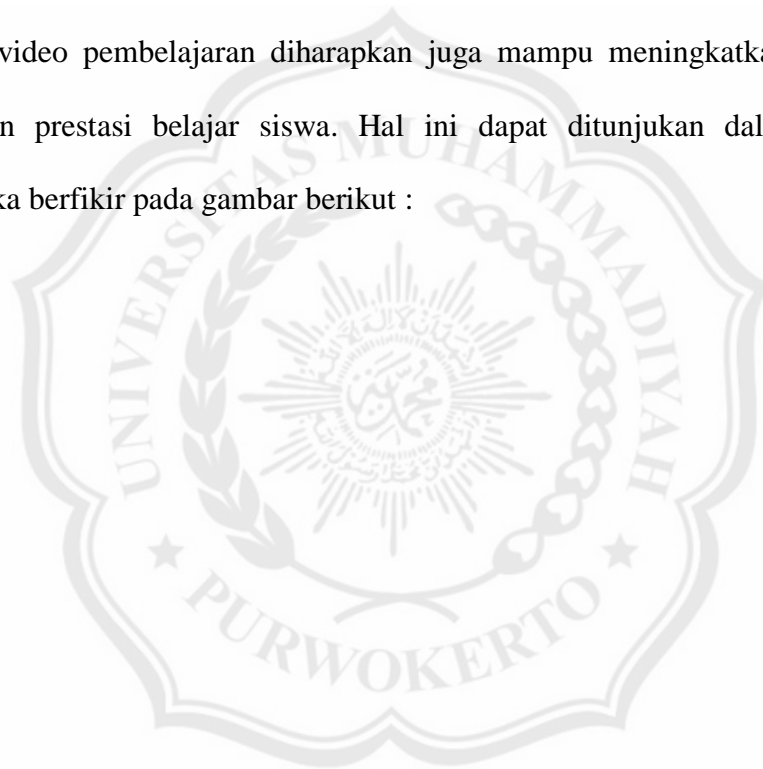 video pembelajaran diharapkan juga mampu meningkatka
n prestasi belajar siswa. Hal ini dapat ditunjukan dal
ka berfikir pada gambar berikut :
UNIVERSITAS MUHAMMADIYAH
PURWOKERTO